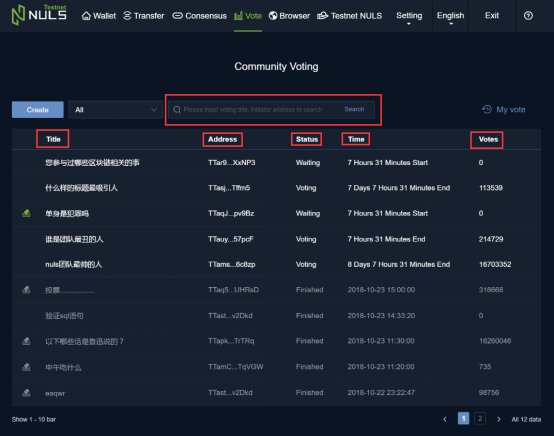 Testnet
NULS Wallet Transfer Consensus Vote Browser Testnet NULS Setting English Exit
Community Voting
Create All Please input voting title, initiator address to search Search My vote
Title Address Status Time Votes
您参与过哪些区块链相关的事 TTar9...XxNP3 Waiting 7 Hours 31 Minutes Start 0
什么样的标题最吸引人 TTasj...Tffm5 Voting 7 Days 7 Hours 31 Minutes End 113539
单身是犯罪吗 TTaqJ...pv9Bz Waiting 7 Hours 31 Minutes Start 0
谁是团队最丑的人 TTauy...57pcF Voting 7 Hours 31 Minutes End 214729
nuls团队最帅的人 TTams...6c8zp Voting 8 Days 7 Hours 31 Minutes End 16703352
投票................ TTaq5...UHRsD Finished 2018-10-23 15:00:00 316668
验证sql语句 TTast...v2Dkd Finished 2018-10-23 14:33:20 0
以下哪些话是鲁迅说的？ TTapk...TrTRq Finished 2018-10-23 11:30:00 16260046
中午吃什么 TTamC...TqVGW Finished 2018-10-23 11:20:00 735
eaqwr TTast...v2Dkd Finished 2018-10-22 23:22:47 98756
Show 1 - 10 bar 1 2 All 12 data